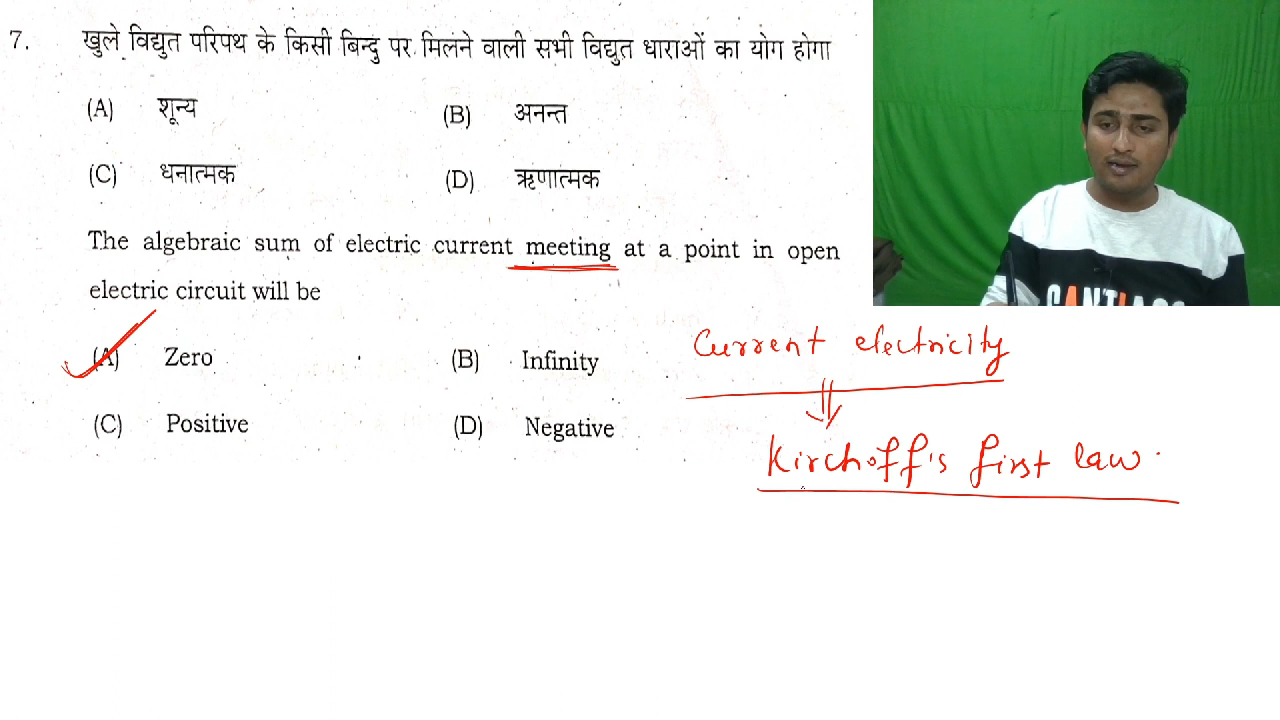 7. खुले विद्युत परिपथ के किसी बिन्दु पर मिलने वाली सभी विद्युत धाराओं का योग होगा
(A) शून्य (B) अनन्त
(C) धनात्मक (D) ऋणात्मक
The algebraic sum of electric current meeting at a point in open
electric circuit will be
(A) Zero (B) Infinity
(C) Positive (D) Negative
Current electricity
Kirchoff's first law.